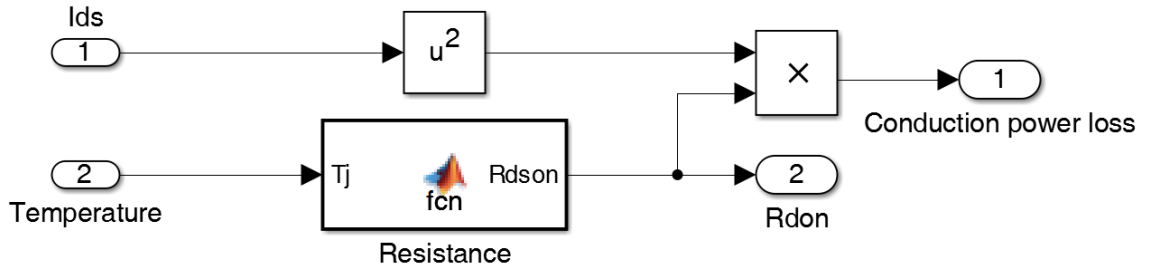 Ids
1
u²
×
1
Conduction power loss
2
Temperature
Tj
fcn
Rdson
Resistance
2
Rdon